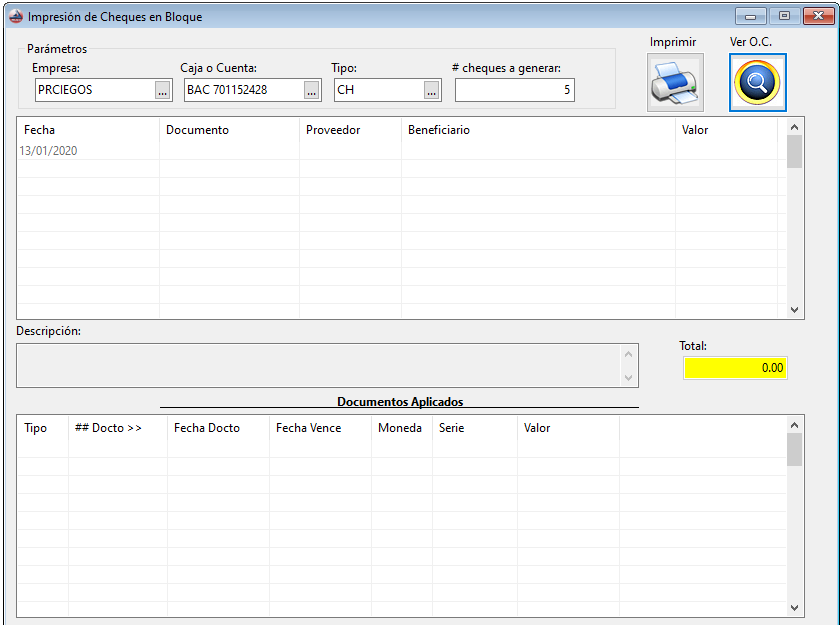 Impresión de Cheques en Bloque
Parámetros
Empresa: Caja o Cuenta: Tipo: # cheques a generar:
PRCIEGOS ... BAC 701152428 ... CH ... 5
Imprimir Ver O.C.
Fecha Documento Proveedor Beneficiario Valor
13/01/2020
Descripción:
Total:
0.00
Documentos Aplicados
Tipo ## Docto >> Fecha Docto Fecha Vence Moneda Serie Valor